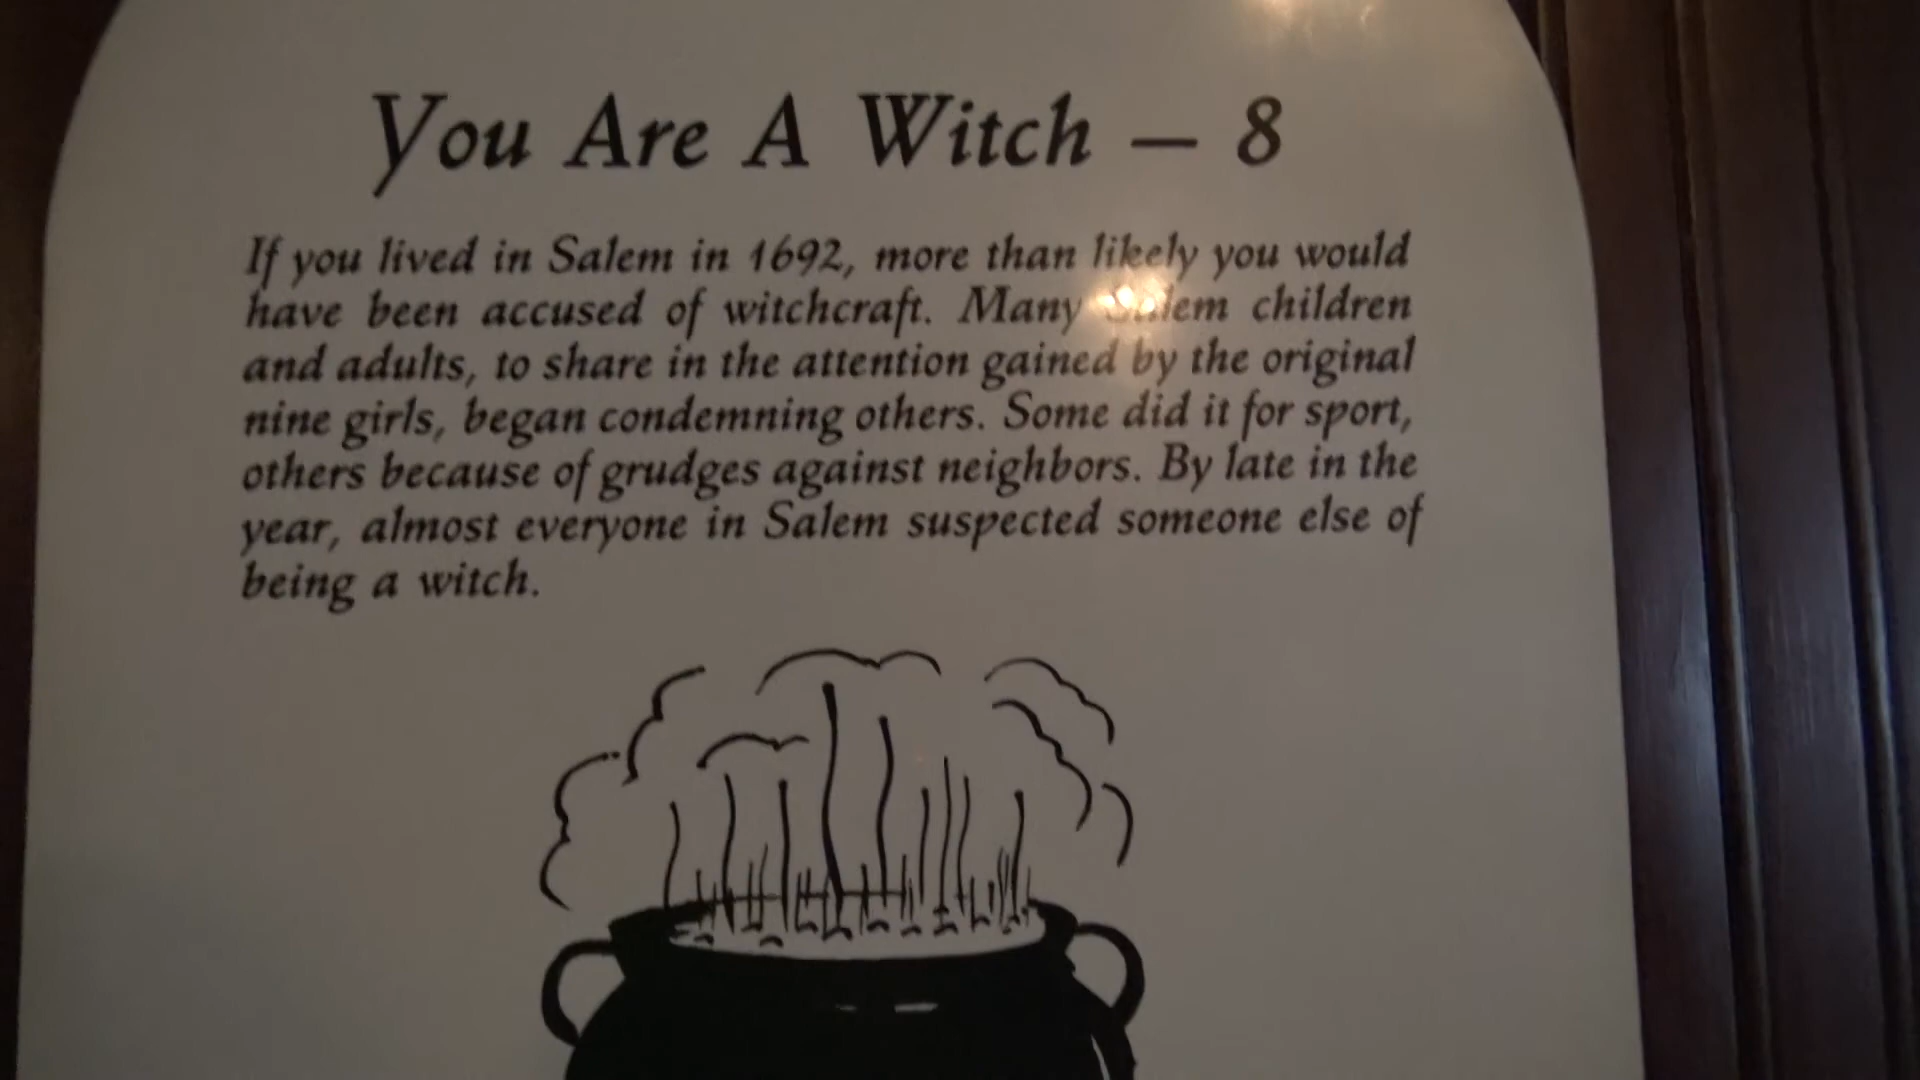 You Are A Witch – 8
If you lived in Salem in 1692, more than likely you would
have been accused of witchcraft. Many Salem children
and adults, to share in the attention gained by the original
nine girls, began condemning others. Some did it for sport,
others because of grudges against neighbors. By late in the
year, almost everyone in Salem suspected someone else of
being a witch.